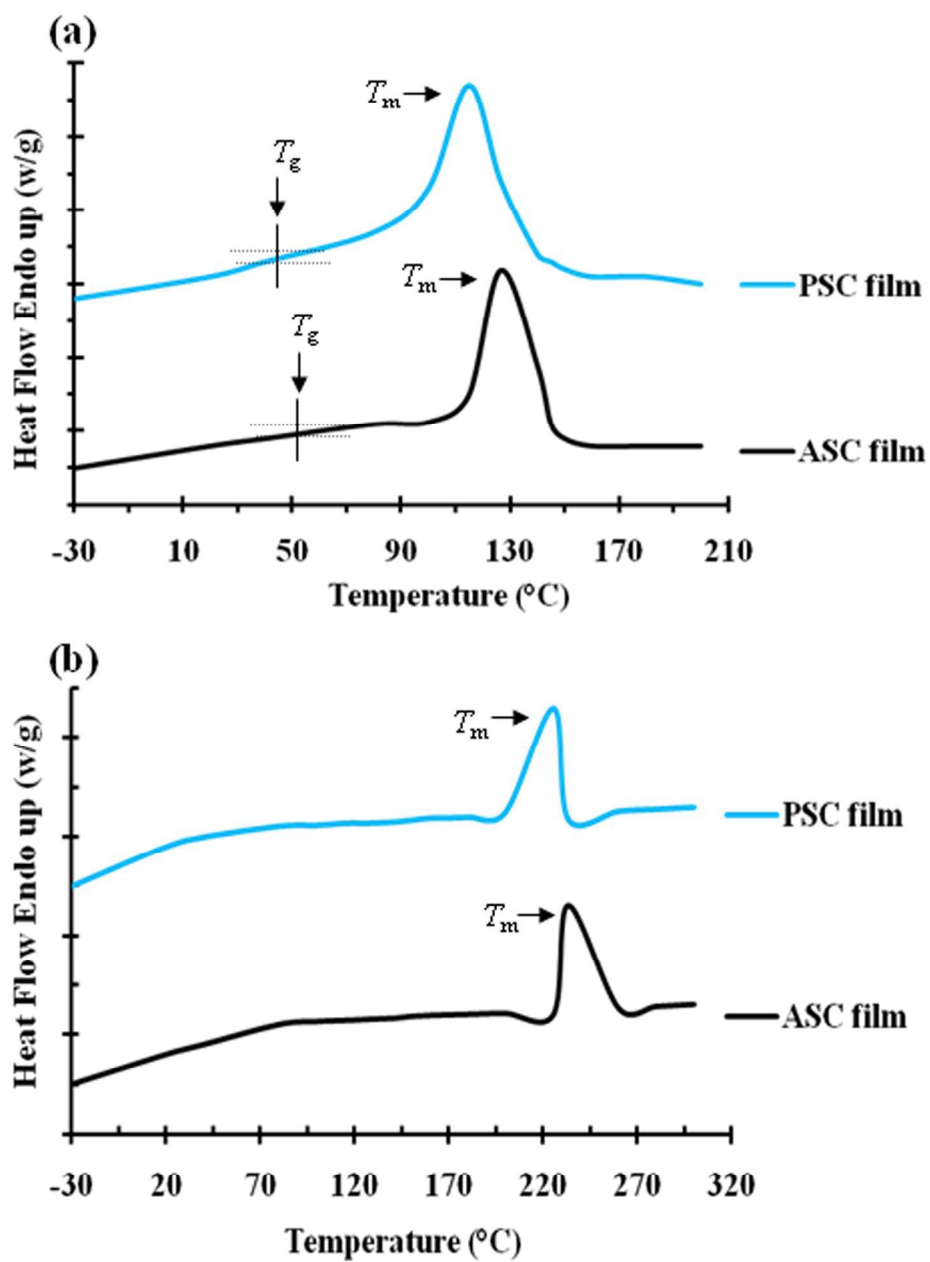 (a)
Heat Flow Endo up (w/g)
Tm
Tg
Tm
Tg
PSC film
ASC film
-30 10 50 90 130 170 210
Temperature (°C)
(b)
Heat Flow Endo up (w/g)
Tm
Tm
PSC film
ASC film
-30 20 70 120 170 220 270 320
Temperature (°C)